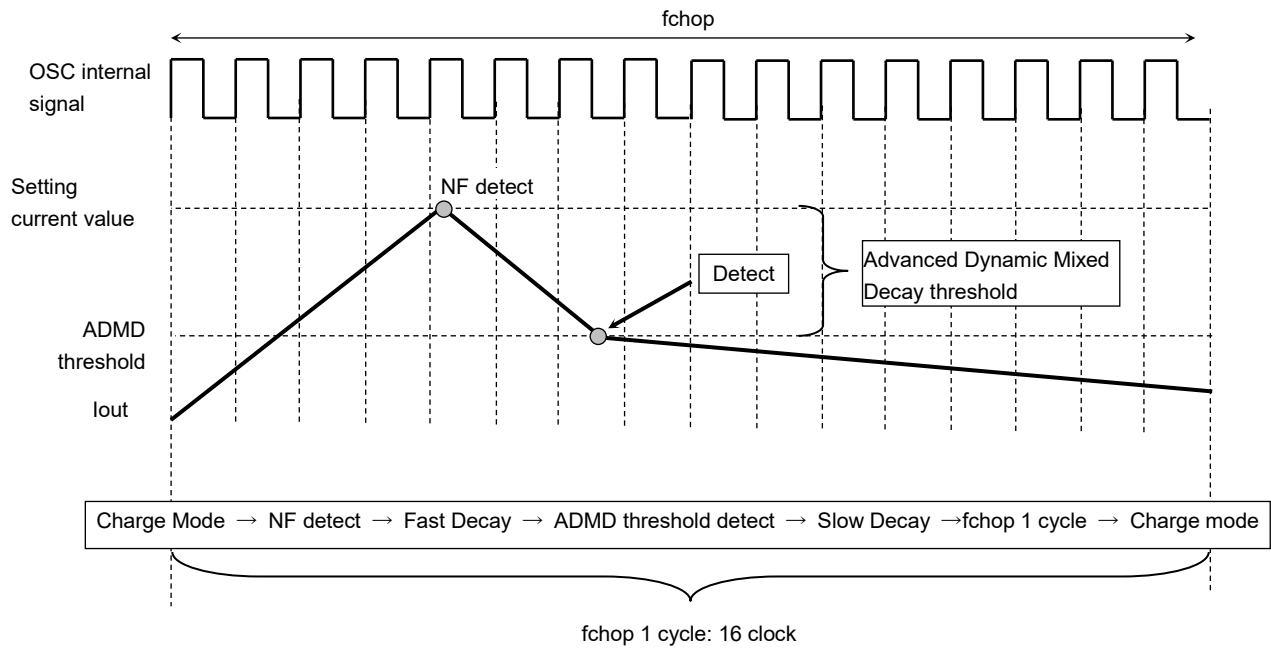 fchop
OSC internal
signal
Setting
current value
NF detect
Detect
Advanced Dynamic Mixed
Decay threshold
ADMD
threshold
Iout
Charge Mode → NF detect → Fast Decay → ADMD threshold detect → Slow Decay →fchop 1 cycle → Charge mode
fchop 1 cycle: 16 clock